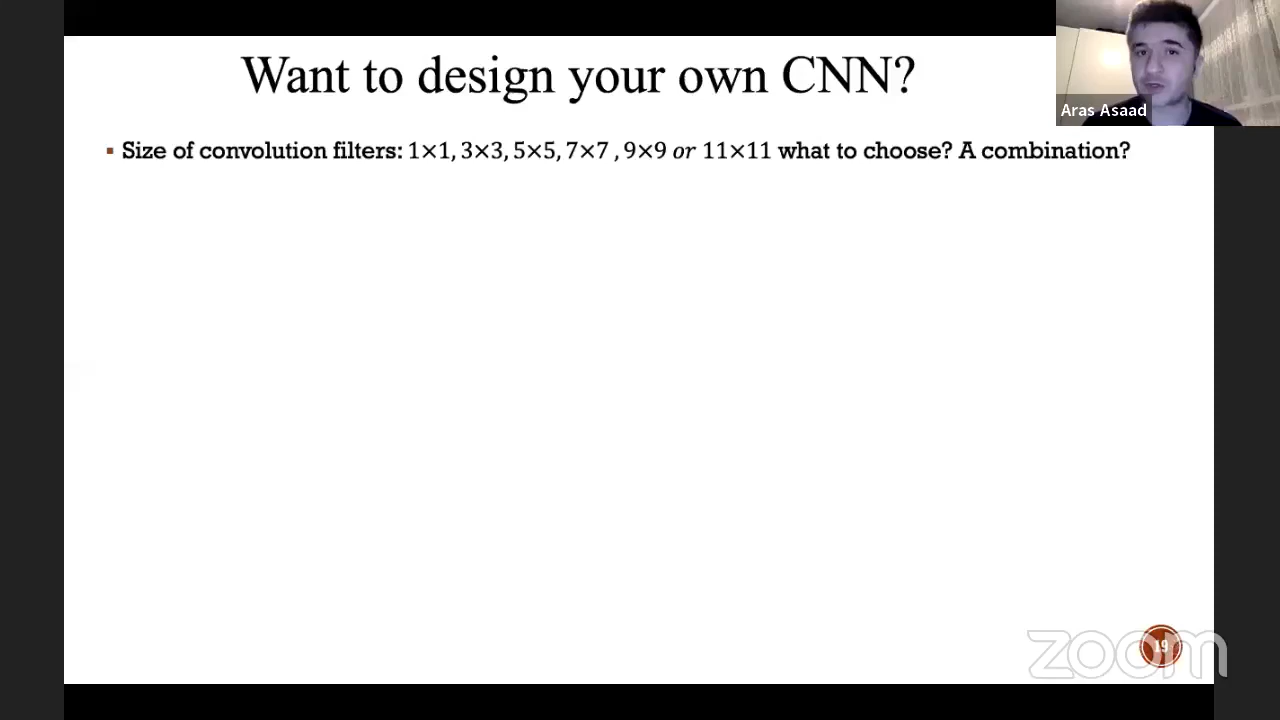 Want to design your own CNN?
Aras Asaad
▪ Size of convolution filters: 1×1, 3×3, 5×5, 7×7 , 9×9 or 11×11 what to choose? A combination?
19
zoom